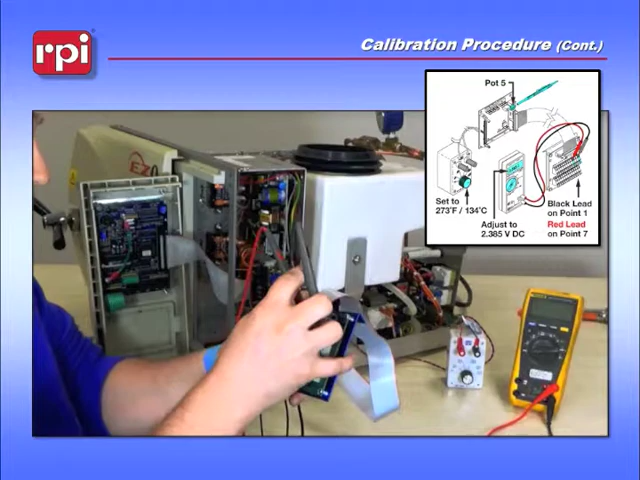 rpi
Calibration Procedure (Cont.)
Pot 5
Set to
273°F / 134°C
Adjust to
2.385 V DC
Black Lead
on Point 1
Red Lead
on Point 7
EZ